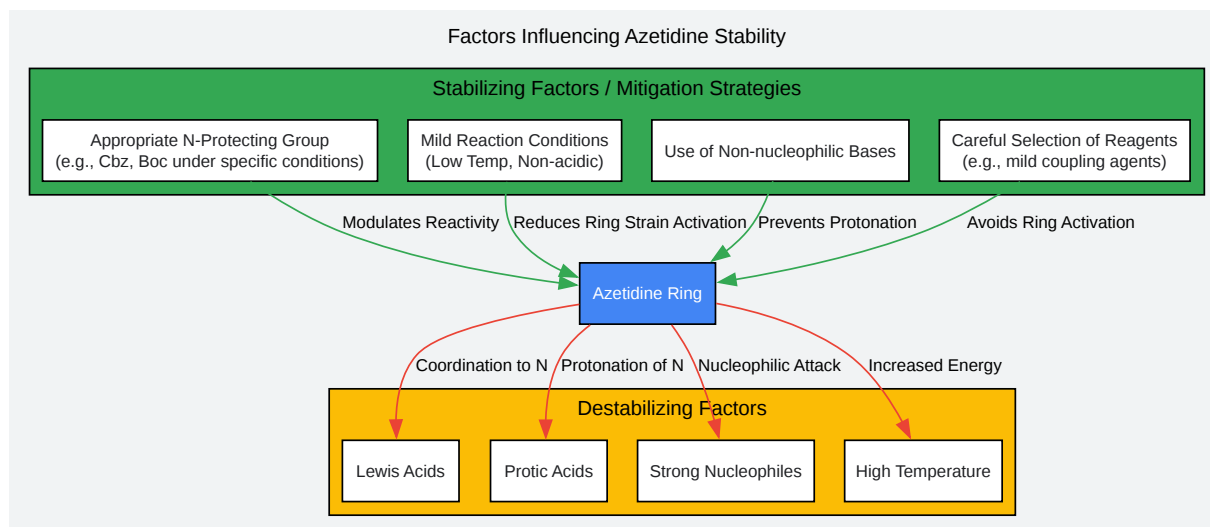 Factors Influencing Azetidine Stability
Stabilizing Factors / Mitigation Strategies
Appropriate N-Protecting Group
(e.g., Cbz, Boc under specific conditions)
Mild Reaction Conditions
(Low Temp, Non-acidic)
Use of Non-nucleophilic Bases
Careful Selection of Reagents
(e.g., mild coupling agents)
Modulates Reactivity
Reduces Ring Strain Activation
Prevents Protonation
Avoids Ring Activation
Azetidine Ring
Coordination to N
Protonation of N
Nucleophilic Attack
Increased Energy
Destabilizing Factors
Lewis Acids
Protic Acids
Strong Nucleophiles
High Temperature